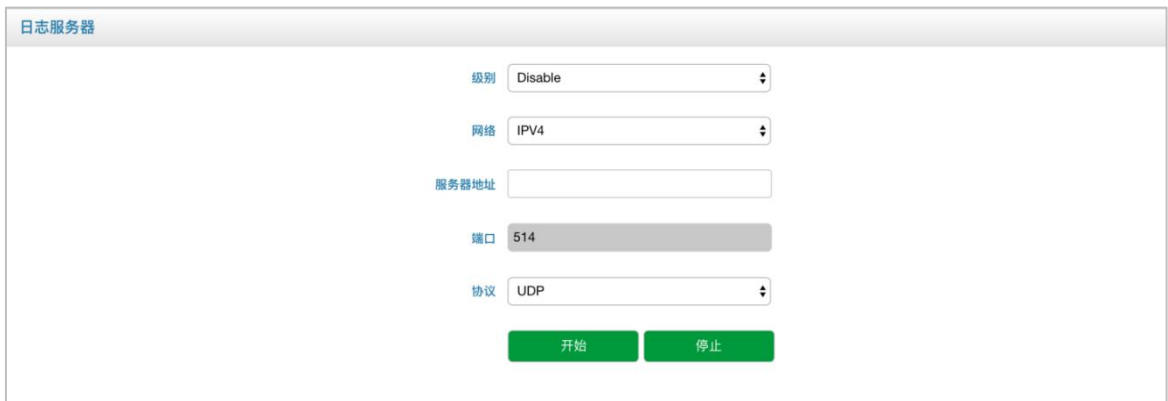 日志服务器
级别 Disable
网络 IPV4
服务器地址
端口 514
协议 UDP
开始 停止